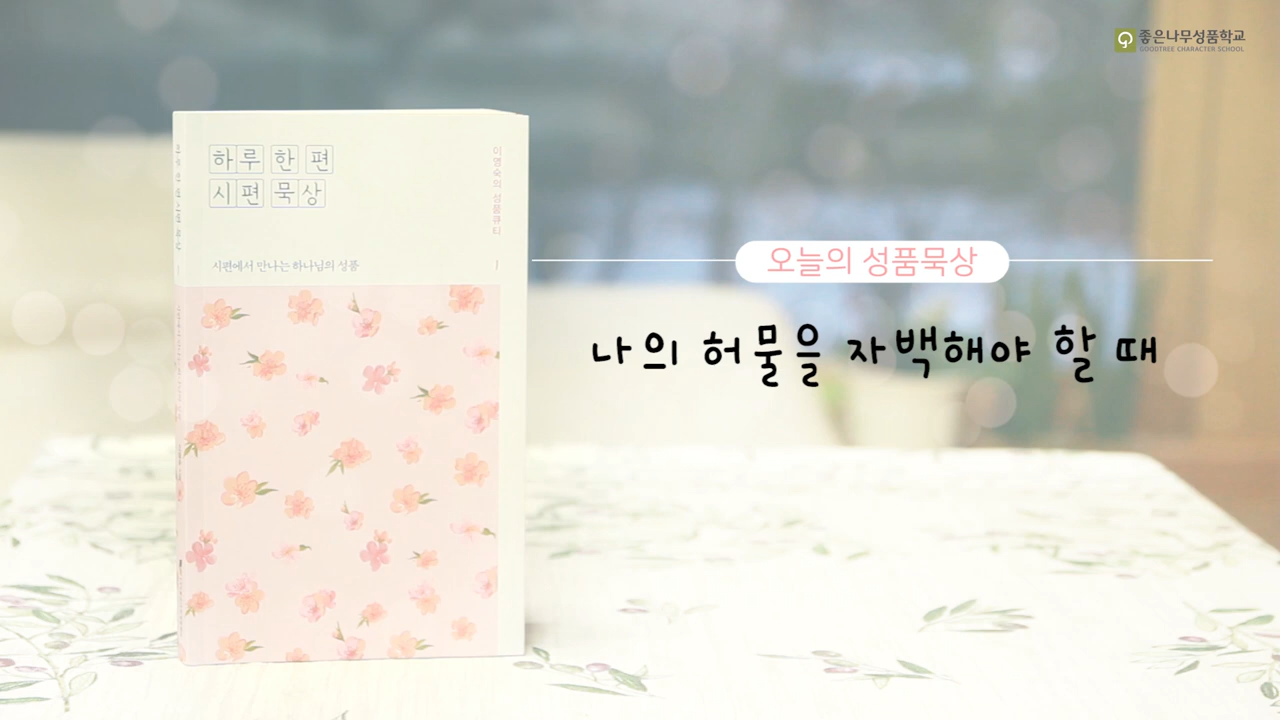 좋은나무성품학교
GOODTREE CHARACTER SCHOOL
하루 한 편
시편 묵상
이영숙의 성품큐티
시편에서 만나는 하나님의 성품
오늘의 성품묵상
나의 허물을 자백해야 할 때